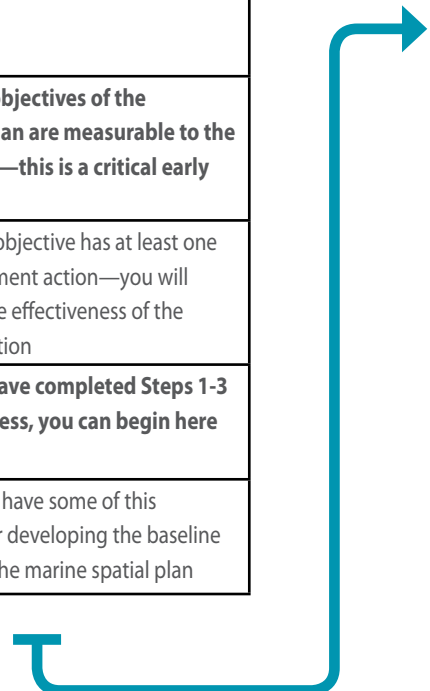 bjectives of the
an are measurable to the
—this is a critical early
objective has at least one
ment action—you will
e effectiveness of the
tion
ave completed Steps 1-3
ess, you can begin here
have some of this
r developing the baseline
he marine spatial plan